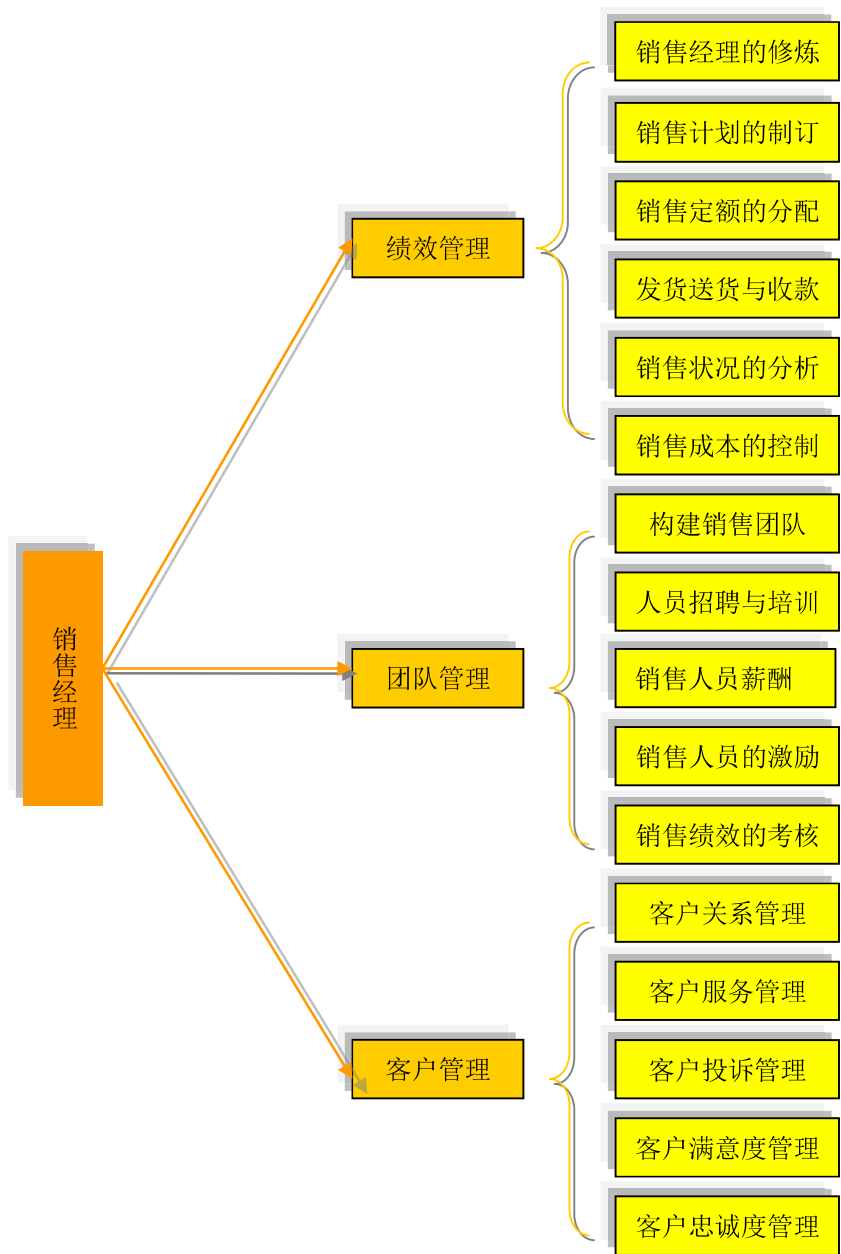 销售经理
绩效管理
销售经理的修炼
销售计划的制订
销售定额的分配
发货送货与收款
销售状况的分析
销售成本的控制
团队管理
构建销售团队
人员招聘与培训
销售人员薪酬
销售人员的激励
销售绩效的考核
客户管理
客户关系管理
客户服务管理
客户投诉管理
客户满意度管理
客户忠诚度管理